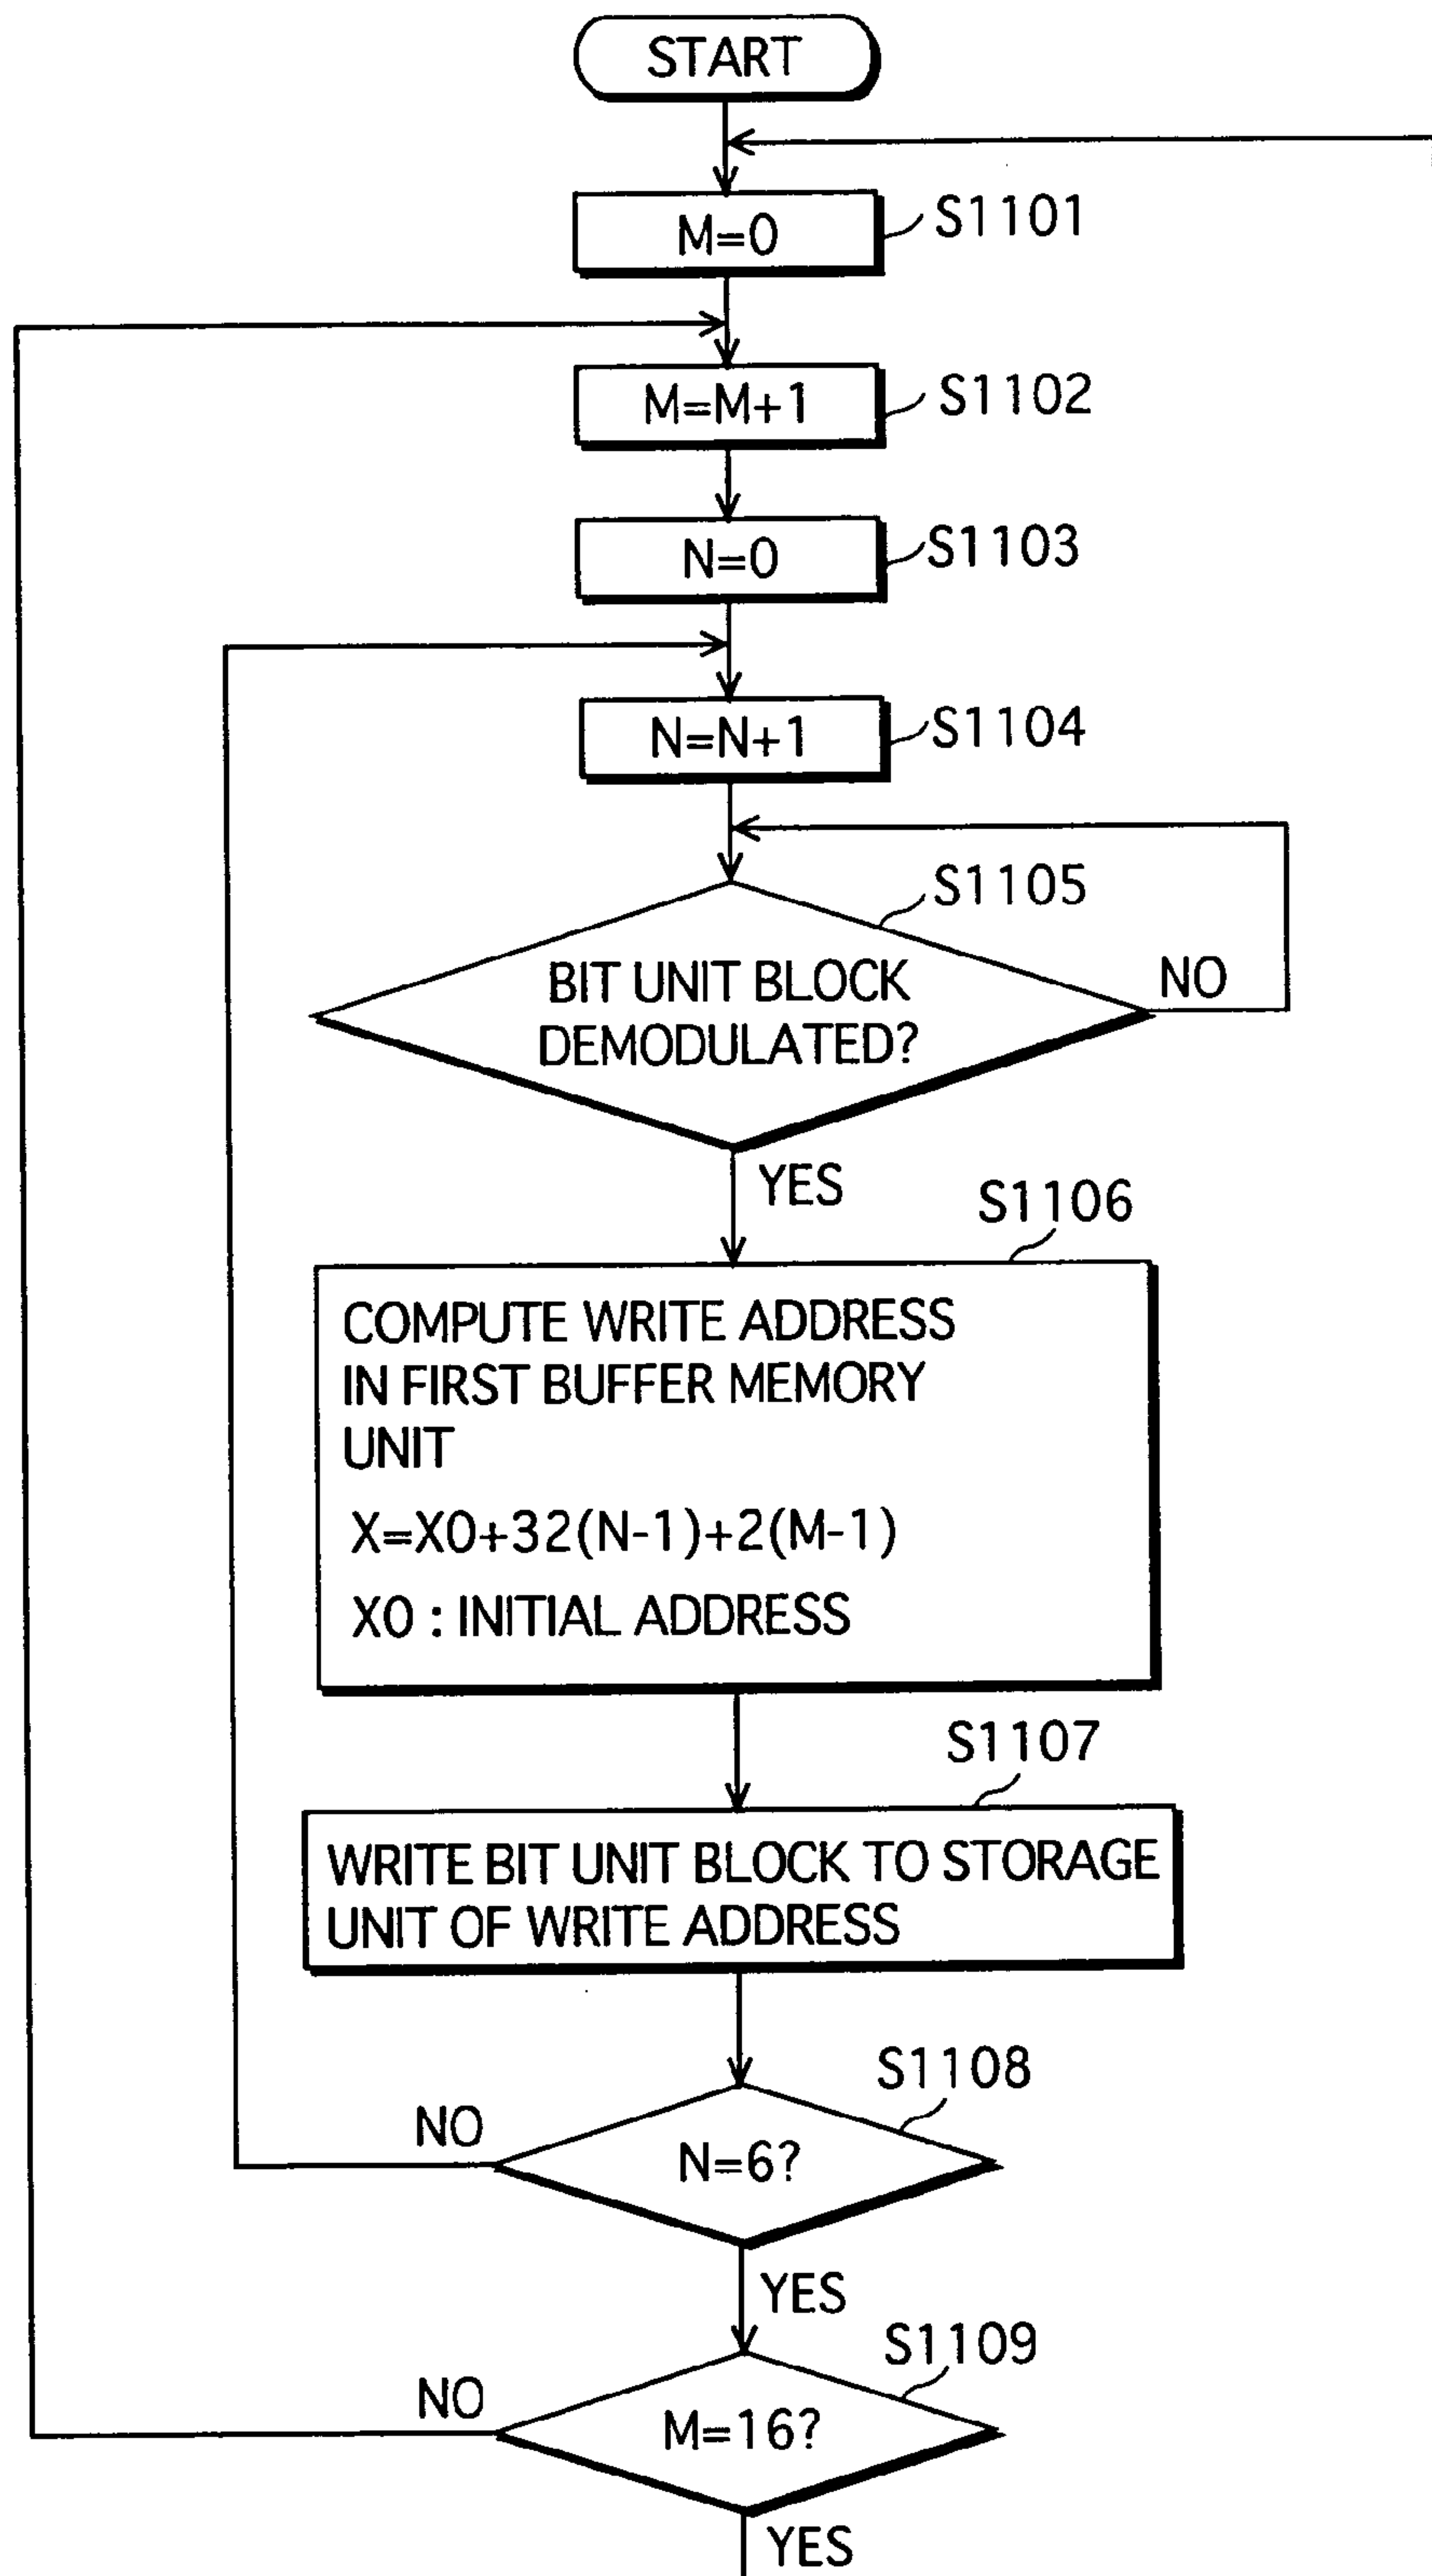 START
M=0
S1101
M=M+1
S1102
N=0
S1103
N=N+1
S1104
S1105
BIT UNIT BLOCK
DEMODULATED?
NO
YES
S1106
COMPUTE WRITE ADDRESS
IN FIRST BUFFER MEMORY
UNIT
X=X0+32(N-1)+2(M-1)
X0 : INITIAL ADDRESS
S1107
WRITE BIT UNIT BLOCK TO STORAGE
UNIT OF WRITE ADDRESS
S1108
NO
N=6?
YES
S1109
NO
M=16?
YES